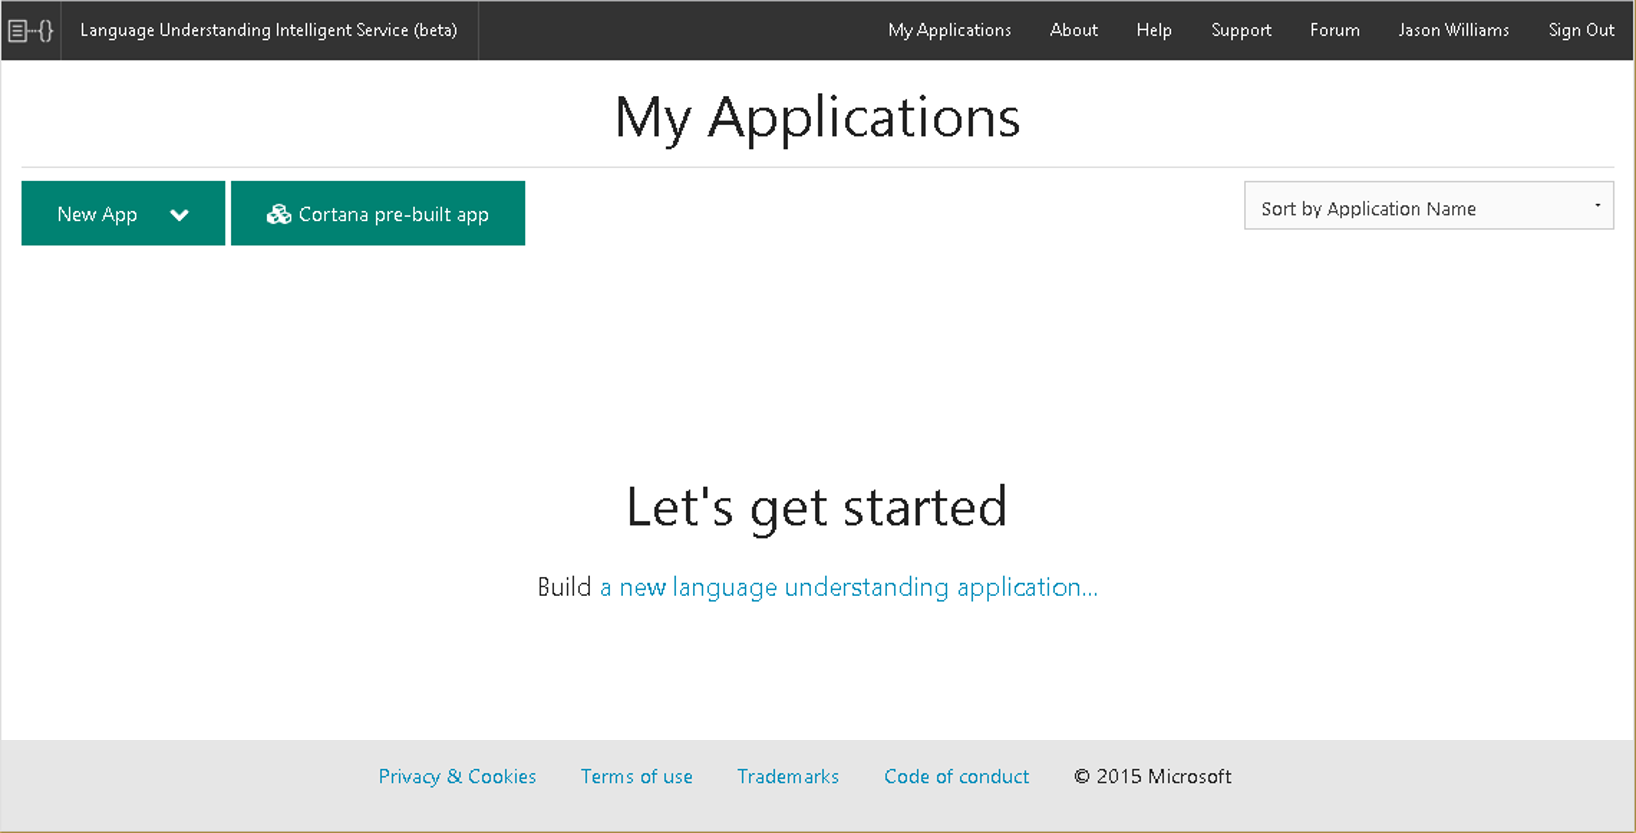 Language Understanding Intelligent Service (beta) My Applications About Help Support Forum Jason Williams Sign Out
My Applications
New App Cortana pre-built app Sort by Application Name
Let's get started
Build a new language understanding application...
Privacy & Cookies Terms of use Trademarks Code of conduct © 2015 Microsoft